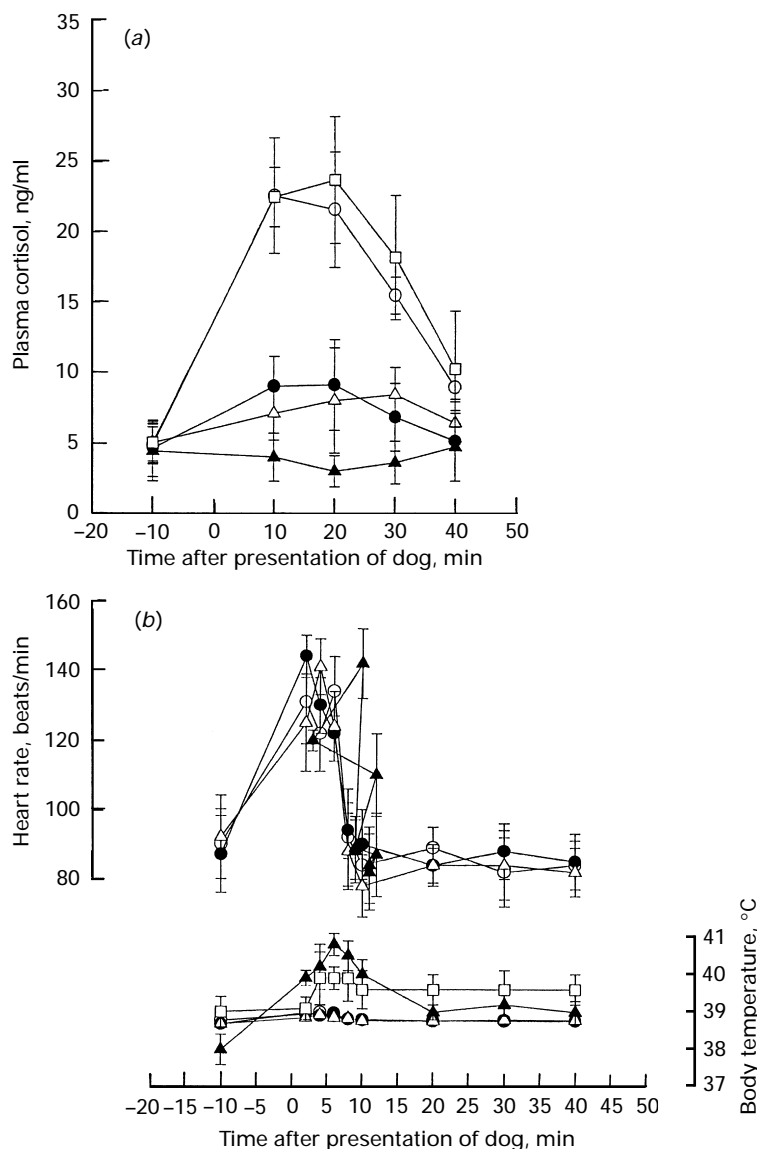 (a)
35
30
25
20
15
10
5
0
Plasma cortisol, ng/ml
−20 −10 0 10 20 30 40 50
Time after presentation of dog, min
(b)
160
140
120
100
80
Heart rate, beats/min
41
40
39
38
37
Body temperature, °C
−20 −15 −10 −5 0 5 10 15 20 25 30 35 40 45 50
Time after presentation of dog, min